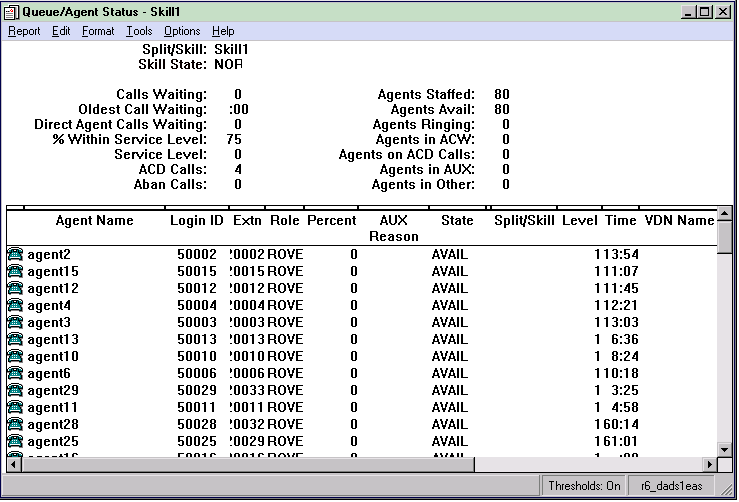 Queue/Agent Status - Skill1
Report Edit Format Tools Options Help
Split/Skill: Skill1
Skill State: NOR
Calls Waiting: 0 Agents Staffed: 80
Oldest Call Waiting: :00 Agents Avail: 80
Direct Agent Calls Waiting: 0 Agents Ringing: 0
% Within Service Level: 75 Agents in ACW: 0
Service Level: 0 Agents on ACD Calls: 0
ACD Calls: 4 Agents in AUX: 0
Aban Calls: 0 Agents in Other: 0
Agent Name Login ID Extn Role Percent AUX Reason State Split/Skill Level Time VDN Name
agent2 50002 20002 ROVE 0 AVAIL 1 13:54
agent15 50015 20015 ROVE 0 AVAIL 1 11:07
agent12 50012 20012 ROVE 0 AVAIL 1 11:45
agent4 50004 20004 ROVE 0 AVAIL 1 12:21
agent3 50003 20003 ROVE 0 AVAIL 1 13:03
agent13 50013 20013 ROVE 0 AVAIL 1 6:36
agent10 50010 20010 ROVE 0 AVAIL 1 8:24
agent6 50006 20006 ROVE 0 AVAIL 1 10:18
agent29 50029 20033 ROVE 0 AVAIL 1 3:25
agent11 50011 20011 ROVE 0 AVAIL 1 4:58
agent28 50028 20032 ROVE 0 AVAIL 1 60:14
agent25 50025 20029 ROVE 0 AVAIL 1 61:01
Thresholds: On r6_dads1eas